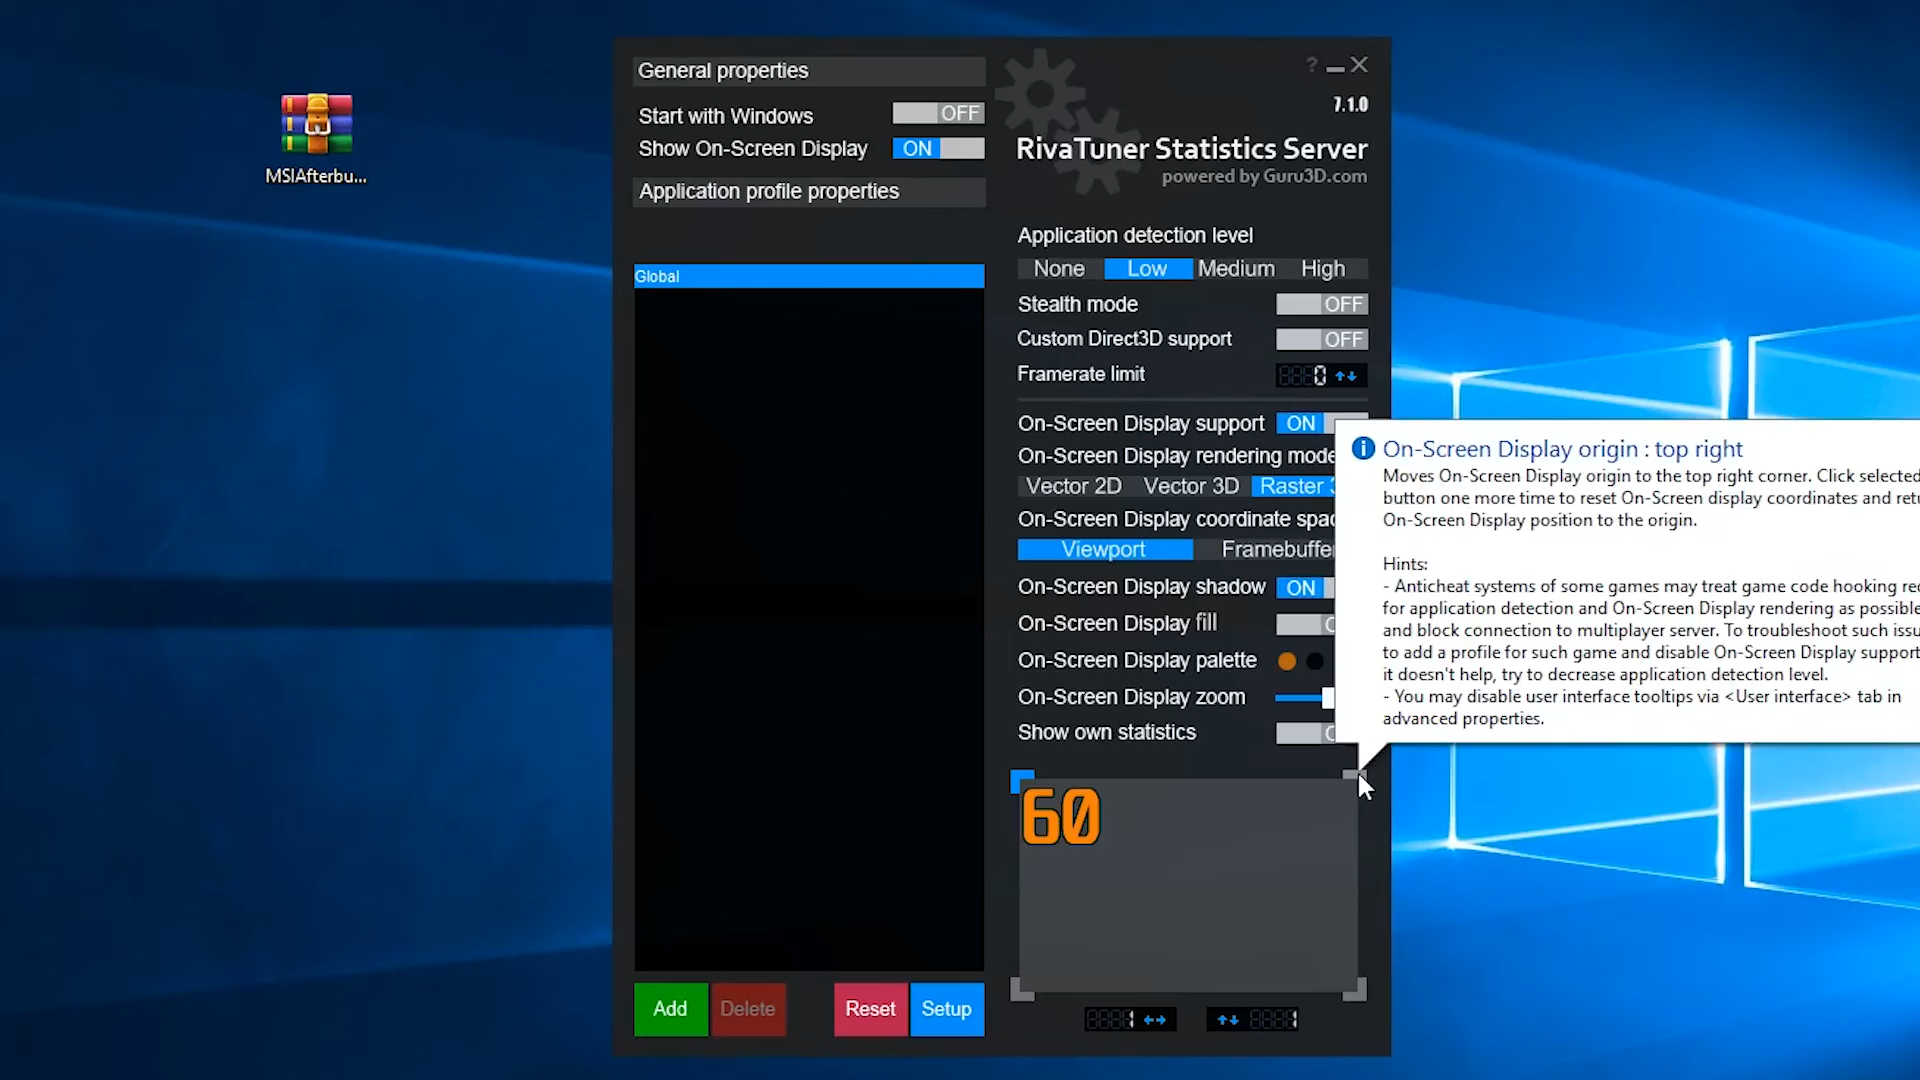 MSIAfterbu...
General properties
Start with Windows OFF
Show On-Screen Display ON
Application profile properties
Global
Add Delete Reset Setup
? 
7.1.0
RivaTuner Statistics Server
powered by Guru3D.com
Application detection level
None Low Medium High
Stealth mode OFF
Custom Direct3D support OFF
Framerate limit 0
On-Screen Display support ON
On-Screen Display rendering mode
Vector 2D Vector 3D Raster
On-Screen Display coordinate
Viewport
On-Screen Display shadow ON
On-Screen Display fill
On-Screen Display palette
On-Screen Display zoom
Show own statistics
60
1 1
On-Screen Display origin : top right
Moves On-Screen Display origin to the top right corner. Click selected
button one more time to reset On-Screen display coordinates and
On-Screen Display position to the origin.
Hints:
- Anticheat systems of some games may treat game code hooking
for application detection and On-Screen Display rendering as possible
and block connection to multiplayer server. To troubleshoot such
to add a profile for such game and disable On-Screen Display support
it doesn't help, try to decrease application detection level.
- You may disable user interface tooltips via <User interface> tab in
advanced properties.